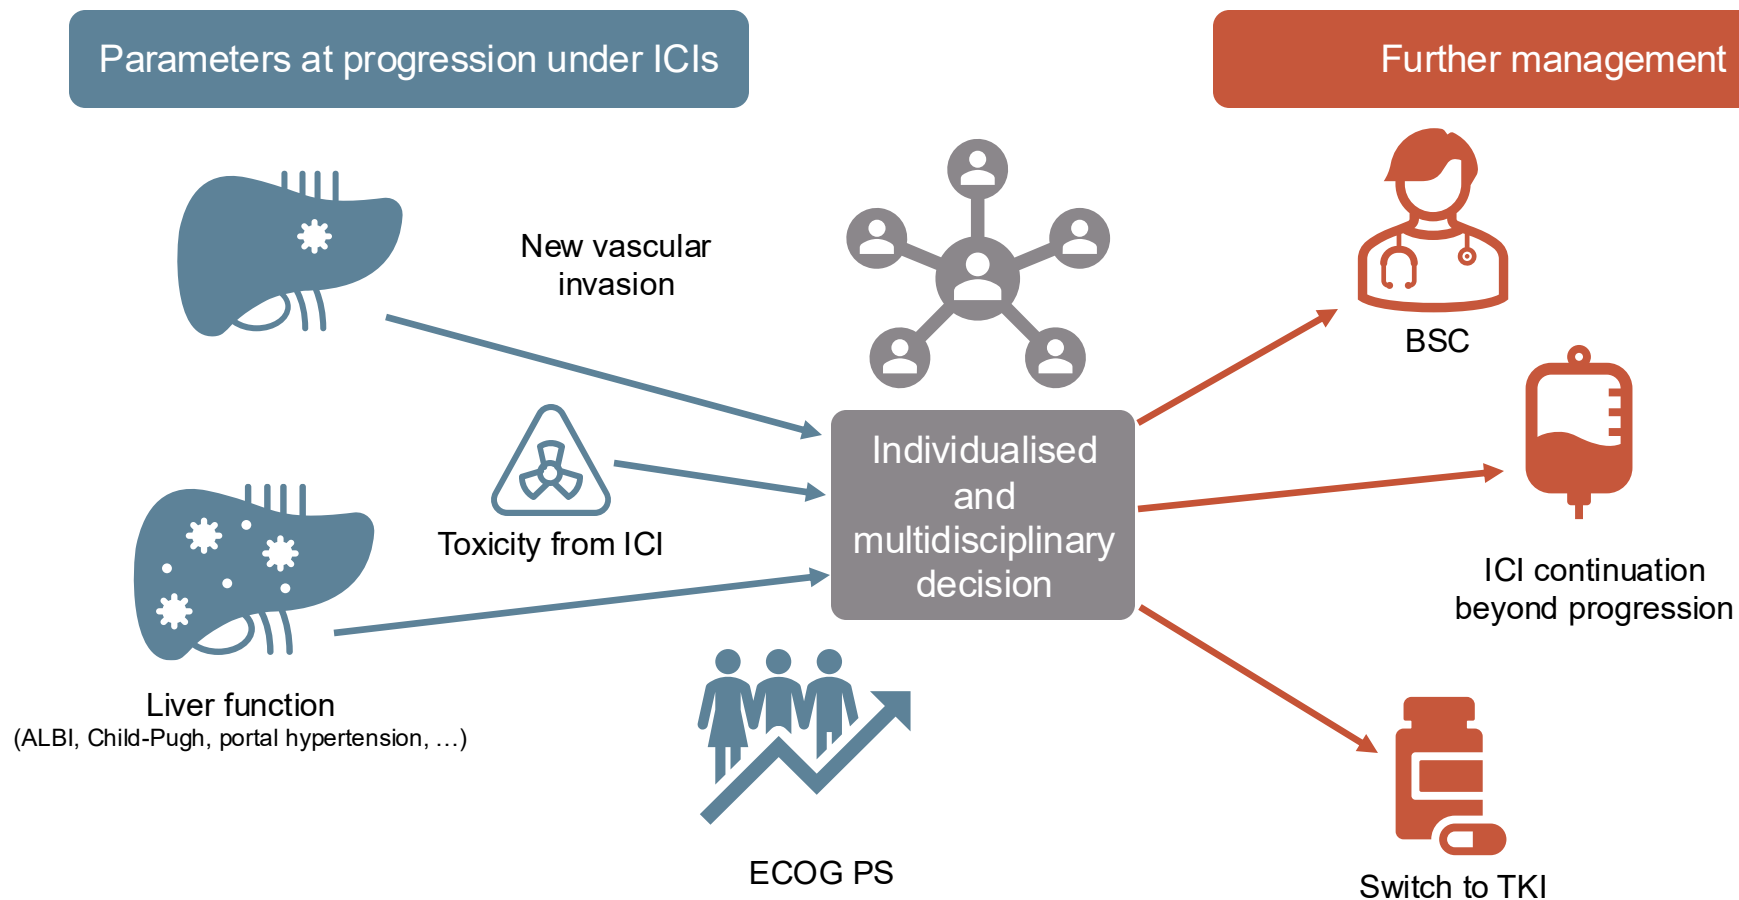 Parameters at progression under ICIs
Further management
New vascular
invasion
BSC
Individualised
and
multidisciplinary
decision
Toxicity from ICI
ICI continuation
beyond progression
Liver function
(ALBI, Child-Pugh, portal hypertension, …)
ECOG PS
Switch to TKI